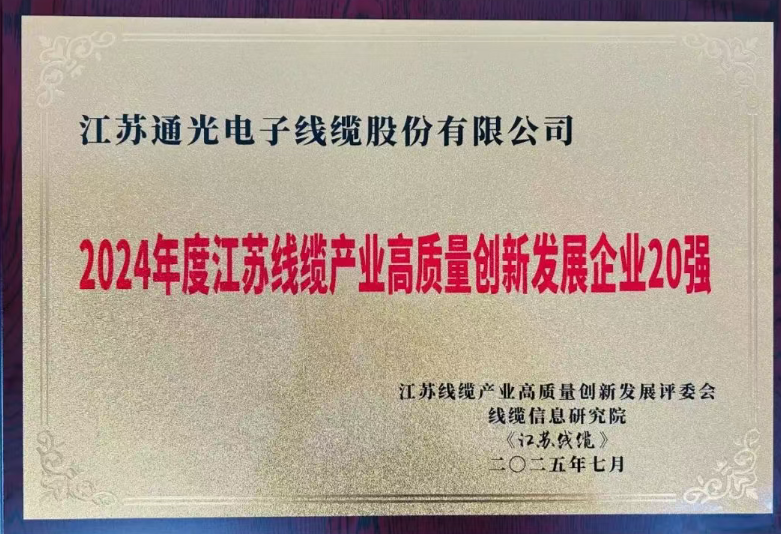 江苏通光电子线缆股份有限公司
2024年度江苏线缆产业高质量创新发展企业20强
江苏线缆产业高质量创新发展评委会
线缆信息研究院
《江苏线缆》
二〇二五年七月